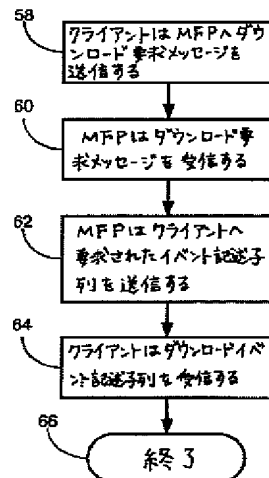 58
クライアントはMFPへダウ
ンロード要求メッセージを
送信する
60
MFPはダウンロード要
求メッセージを受信する
62
MFPはクライアントへ
要求されたイベント記述子
列を送信する
64
クライアントはダウンロードイベ
ント記述子列を受信する
66
終了